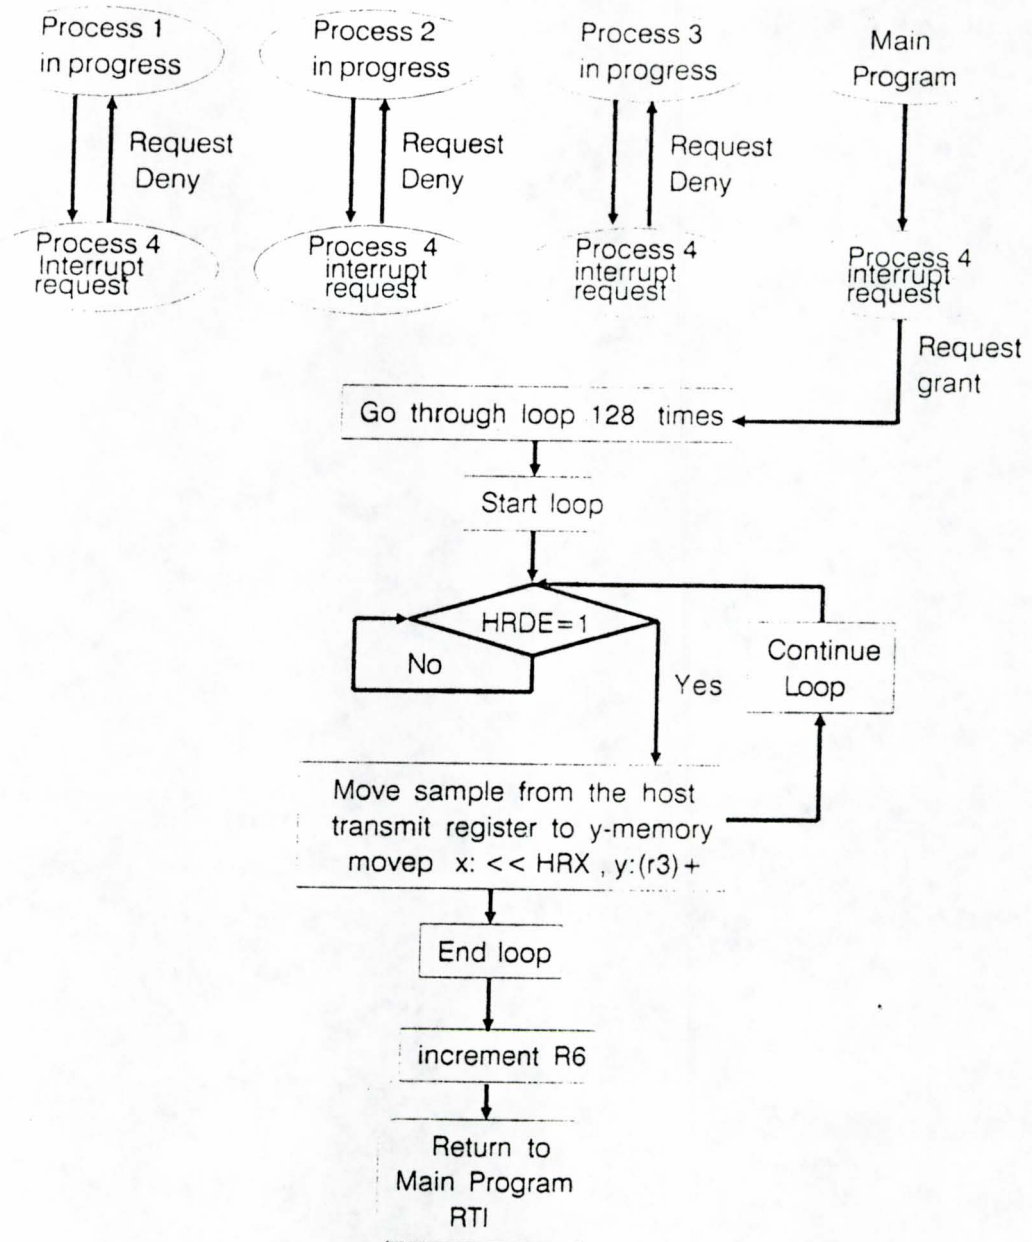 Process 1
in progress
Process 2
in progress
Process 3
in progress
Main
Program
Request
Deny
Request
Deny
Request
Deny
Process 4
Interrupt
request
Process 4
interrupt
request
Process 4
interrupt
request
Process 4
interrupt
request
Request
grant
Go through loop 128 times
Start loop
HRDE=1
No
Yes
Continue
Loop
Move sample from the host
transmit register to y-memory
movep x: << HRX , y:(r3) +
End loop
increment R6
Return to
Main Program
RTI